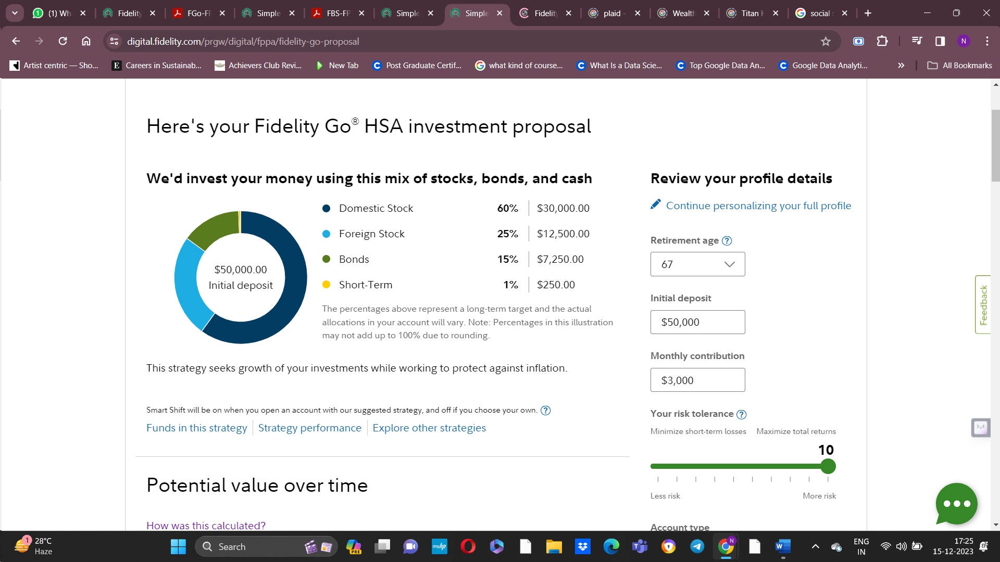 (1) Wh
Fidelity
FGo-FP
Simple
FBS-FP
Simple
Simple
Fidelity
plaid -
Wealth
Titan H
social s
digital.fidelity.com/prgw/digital/fppa/fidelity-go-proposal
N
Artist centric — Sho...
Careers in Sustainab...
Achievers Club Revi...
New Tab
Post Graduate Certif...
what kind of course...
What Is a Data Scie...
Top Google Data An...
Google Data Analyti...
All Bookmarks
Here's your Fidelity Go® HSA investment proposal
We'd invest your money using this mix of stocks, bonds, and cash
$50,000.00
Initial deposit
Domestic Stock 60% $30,000.00
Foreign Stock 25% $12,500.00
Bonds 15% $7,250.00
Short-Term 1% $250.00
The percentages above represent a long-term target and the actual
allocations in your account will vary. Note: Percentages in this illustration
may not add up to 100% due to rounding.
This strategy seeks growth of your investments while working to protect against inflation.
Smart Shift will be on when you open an account with our suggested strategy, and off if you choose your own. ?
Funds in this strategy
Strategy performance
Explore other strategies
Potential value over time
How was this calculated?
Review your profile details
Continue personalizing your full profile
Retirement age ?
67
Initial deposit
$50,000
Monthly contribution
$3,000
Your risk tolerance ?
Minimize short-term losses Maximize total returns
10
Less risk More risk
Account type
Feedback
1
28°C
Haze
Search
PRE
myhp
N
ENG
IN
17:25
15-12-2023